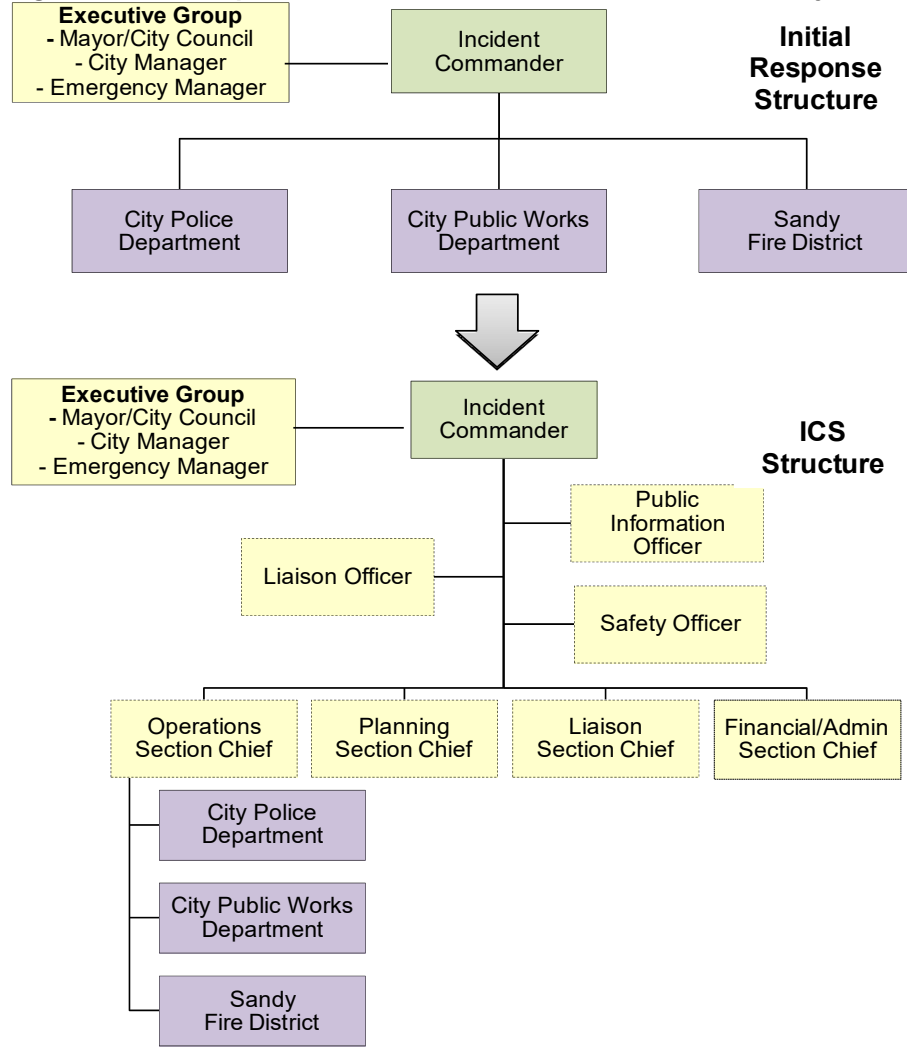 Executive Group
- Mayor/City Council
- City Manager
- Emergency Manager
Incident
Commander
Initial
Response
Structure
City Police
Department
City Public Works
Department
Sandy
Fire District
Executive Group
- Mayor/City Council
- City Manager
- Emergency Manager
Incident
Commander
ICS
Structure
Public
Information
Officer
Liaison Officer
Safety Officer
Operations
Section Chief
Planning
Section Chief
Liaison
Section Chief
Financial/Admin
Section Chief
City Police
Department
City Public Works
Department
Sandy
Fire District